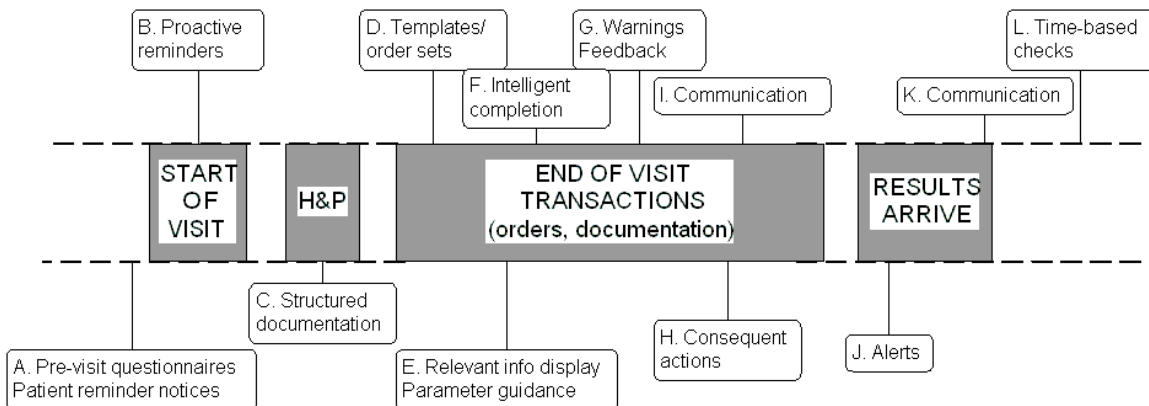 B. Proactive
reminders
D. Templates/
order sets
G. Warnings
Feedback
L. Time-based
checks
F. Intelligent
completion
I. Communication
K. Communication
START
OF
VISIT
H&P
END OF VISIT
TRANSACTIONS
(orders, documentation)
RESULTS
ARRIVE
C. Structured
documentation
A. Pre-visit questionnaires
Patient reminder notices
E. Relevant info display
Parameter guidance
H. Consequent
actions
J. Alerts